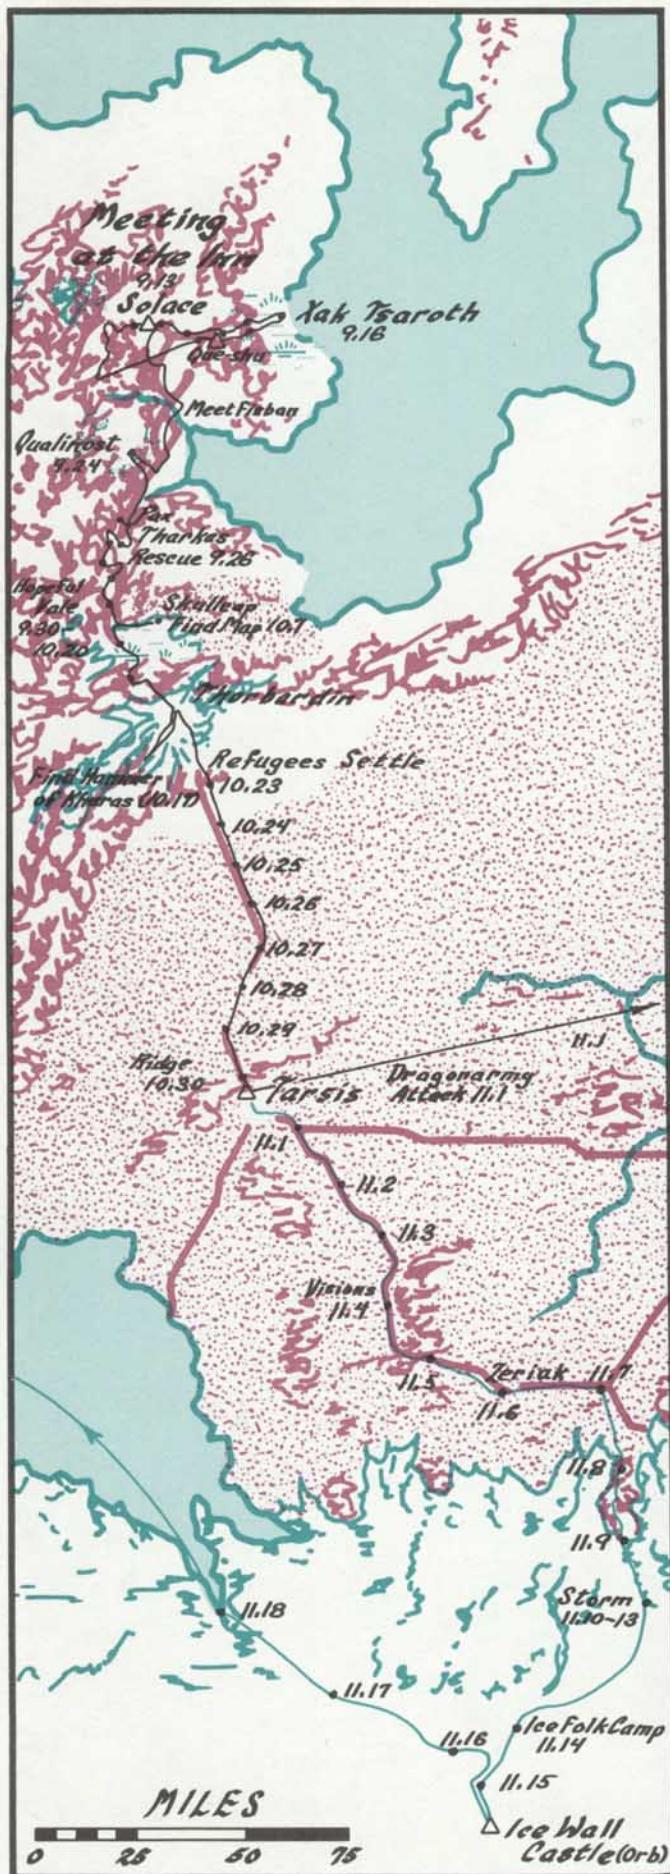 Meeting
at the Inn
9.13
Solace
Xak Tsaroth
9.16
Que-shu
Meet Fizban
Qualinost
9.24
Pax
Tharkas
Rescue 9.26
Hopeful
Vale
9.30
10.20
Skullcap
Find Map 10.7
Thorbardin
Find Hammer
of Kharas (10.17)
Refugees Settle
10.23
10.24
10.25
10.26
10.27
10.28
10.29
Ridge
10.30
Tarsis
11.1
Dragonarmy
Attack 11.1
11.1
11.2
11.3
Visions
11.4
11.5
Zeriak
11.6
11.7
11.8
11.9
Storm
11.10-13
11.18
11.17
11.16
Ice Folk Camp
11.14
11.15
Ice Wall
Castle (Orb)
MILES
0 25 50 75